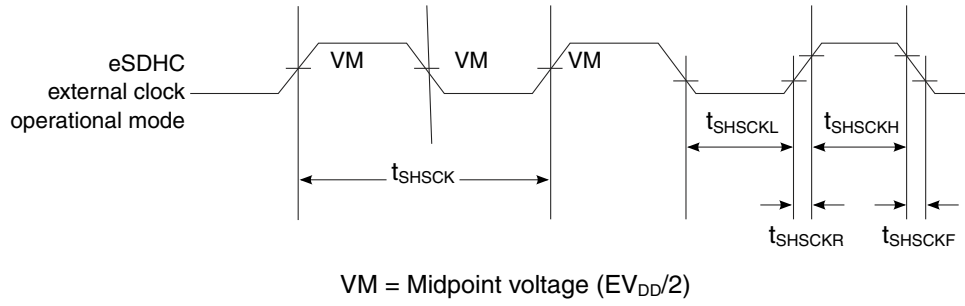 eSDHC
external clock
operational mode
VM
VM
VM
tSHSCKL
tSHSCKH
tSHSCK
tSHSCKR
tSHSCKF
VM = Midpoint voltage (EVDD/2)